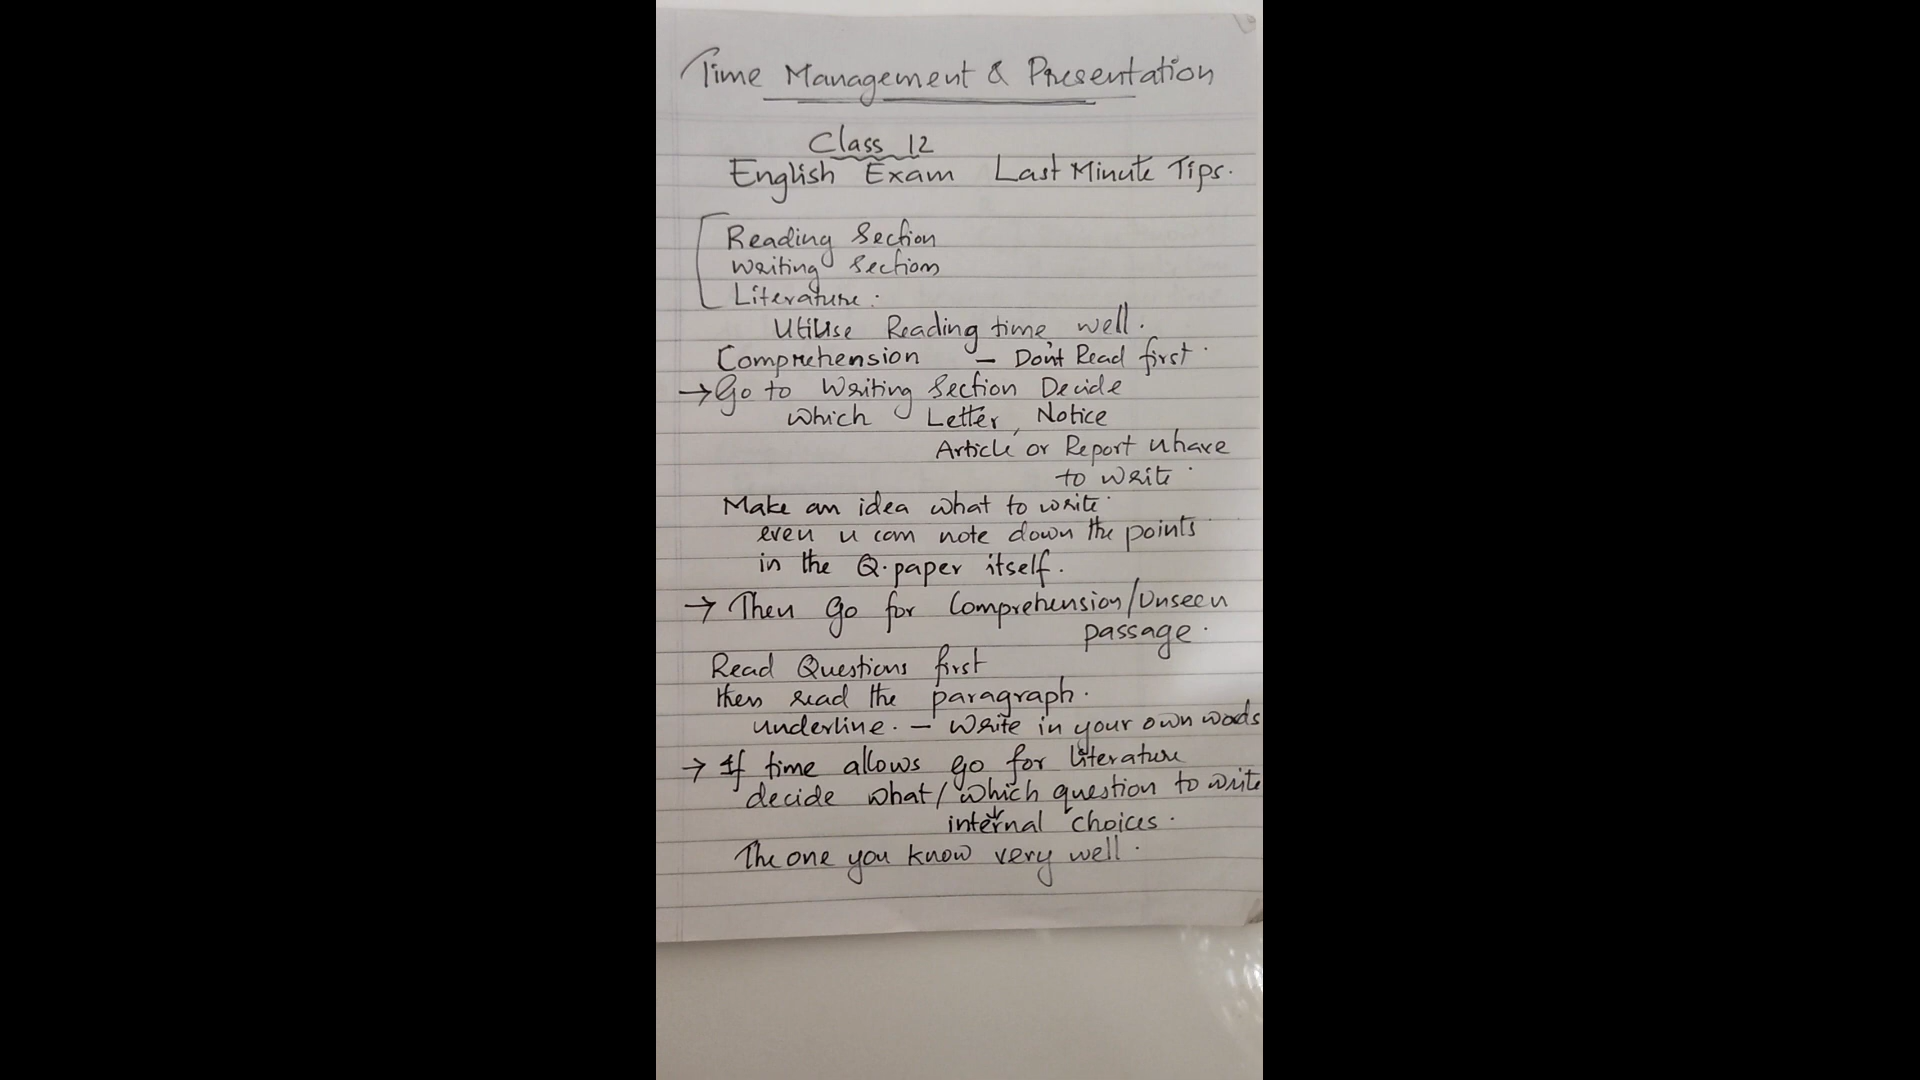 Time Management & Presentation
Class 12
English Exam Last Minute Tips.
Reading Section
Writing Section
Literature.
Utilise Reading time well.
Comprehension - Don't Read first.
→ Go to Writing Section Decide
which Letter, Notice
Article or Report u have
to write.
Make an idea what to write.
even u can note down the points
in the Q.paper itself.
→ Then Go for Comprehension/Unseen
passage.
Read Questions first
then read the paragraph.
underline. - Write in your own words
→ If time allows go for literature
decide what/which question to write
internal choices.
The one you know very well.